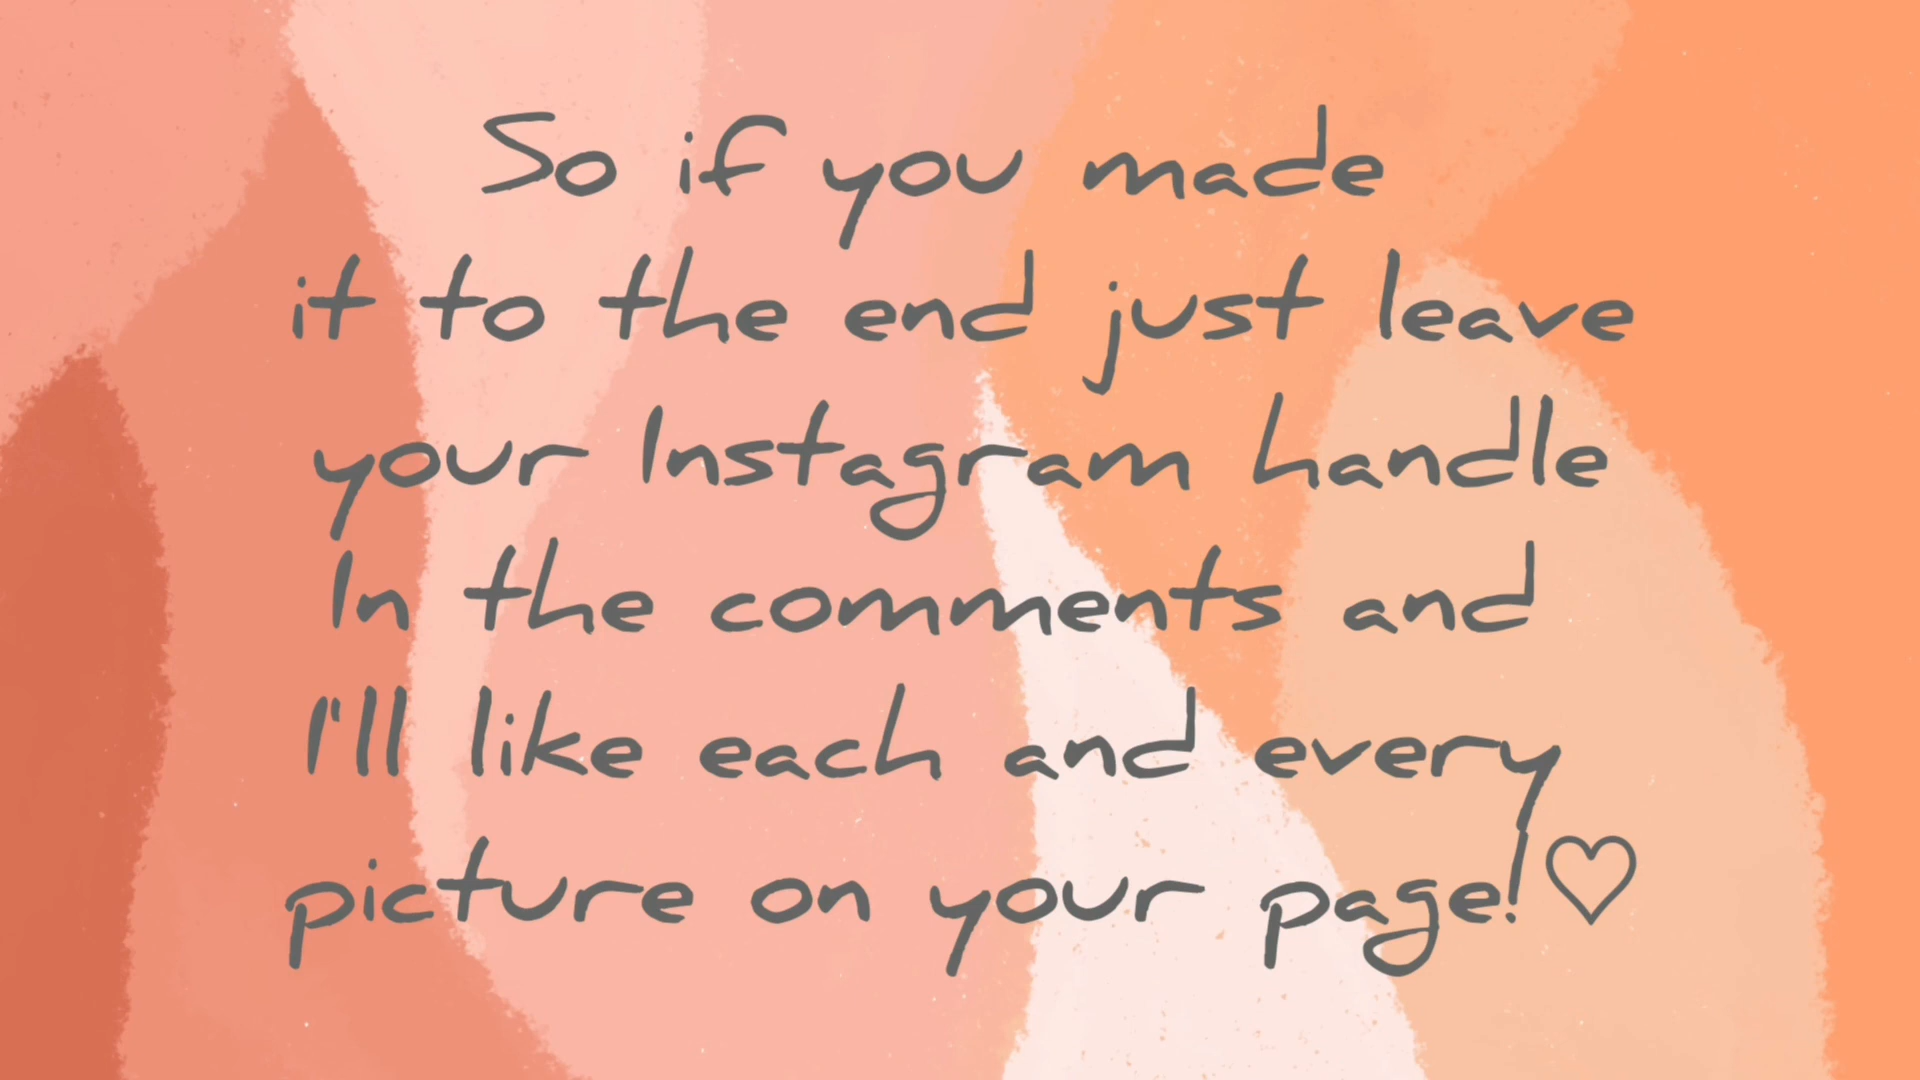 So if you made
it to the end just leave
your Instagram handle
In the comments and
I'll like each and every
picture on your page!♡